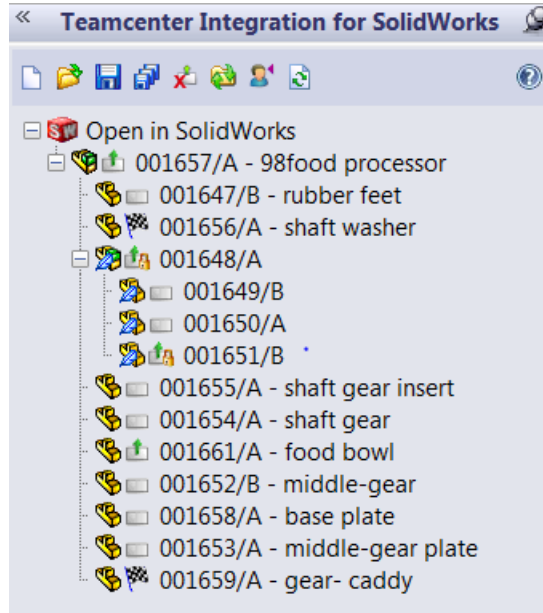 Teamcenter Integration for SolidWorks
Open in SolidWorks
001657/A - 98food processor
001647/B - rubber feet
001656/A - shaft washer
001648/A
001649/B
001650/A
001651/B
001655/A - shaft gear insert
001654/A - shaft gear
001661/A - food bowl
001652/B - middle-gear
001658/A - base plate
001653/A - middle-gear plate
001659/A - gear- caddy